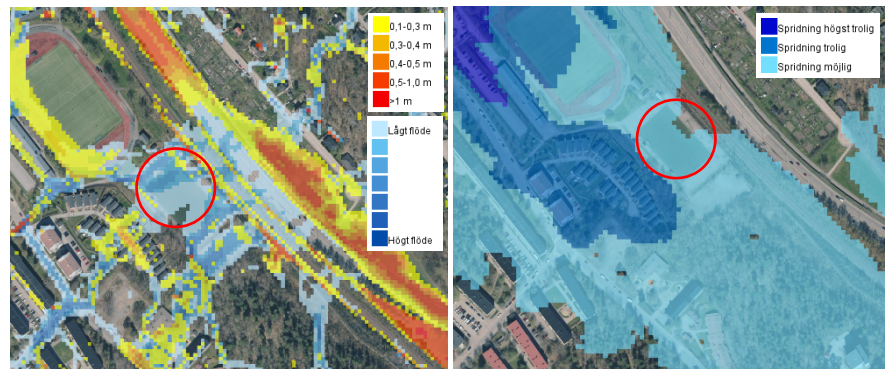 0,1-0,3 m
0,3-0,4 m
0,4-0,5 m
0,5-1,0 m
>1 m
Lågt flöde
Högt flöde
Spridning högst trolig
Spridning trolig
Spridning möjlig